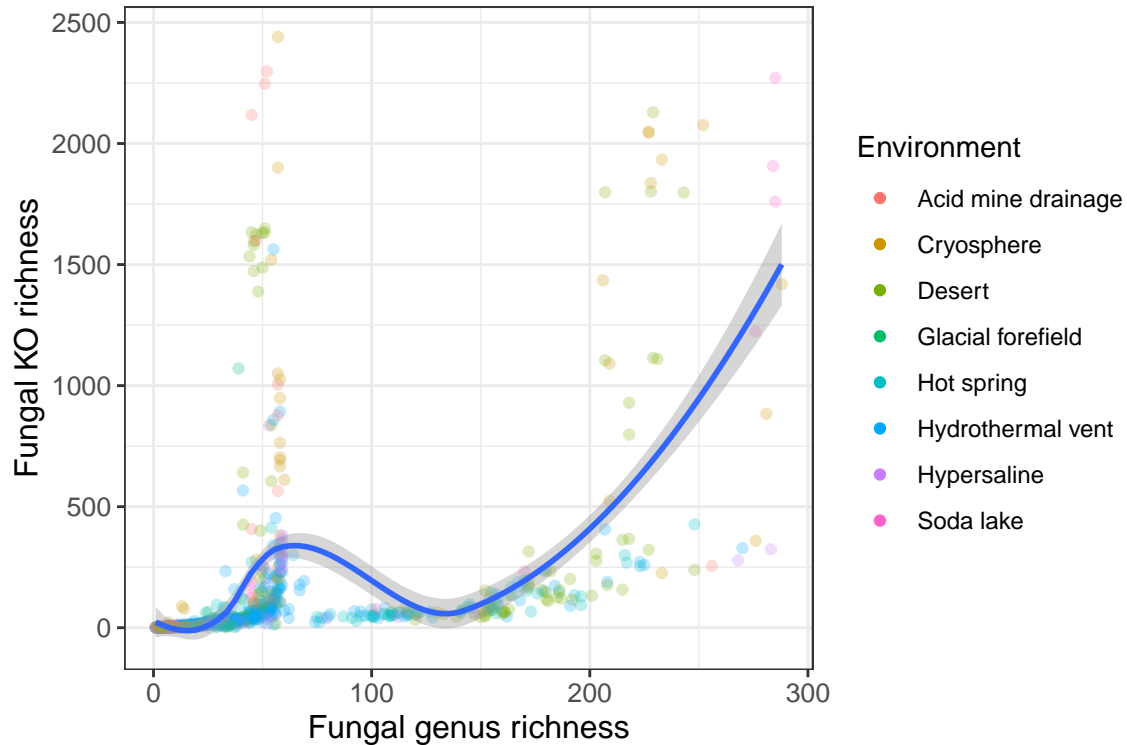 2500
2000
1500
1000
500
0
Fungal KO richness
0
100
200
300
Fungal genus richness
Environment
Acid mine drainage
Cryosphere
Desert
Glacial forefield
Hot spring
Hydrothermal vent
Hypersaline
Soda lake